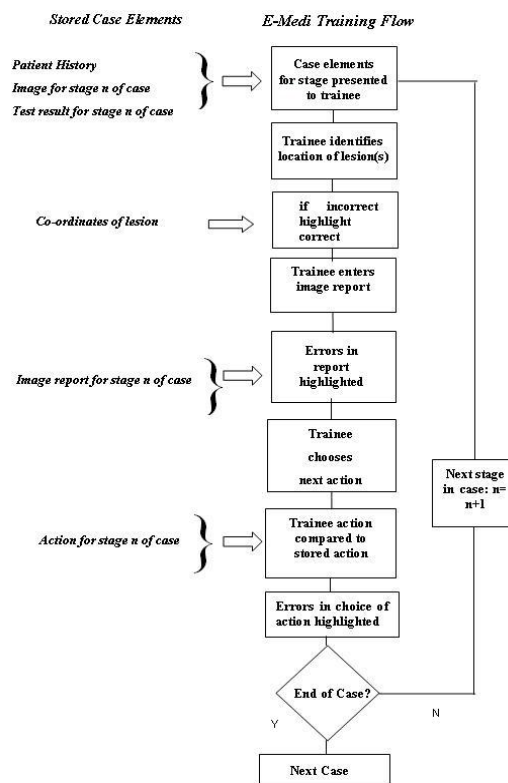 Stored Case Elements
E-Medi Training Flow
Patient History
Image for stage n of case
Test result for stage n of case
Case elements
for stage presented
to trainee
Trainee identifies
location of lesion(s)
Co-ordinates of lesion
if incorrect
highlight
correct
Trainee enters
image report
Image report for stage n of case
Errors in
report
highlighted
Trainee
chooses
next action
Next stage
in case: n=
n+1
Action for stage n of case
Trainee action
compared to
stored action
Errors in choice of
action highlighted
End of Case?
Y
N
Next Case